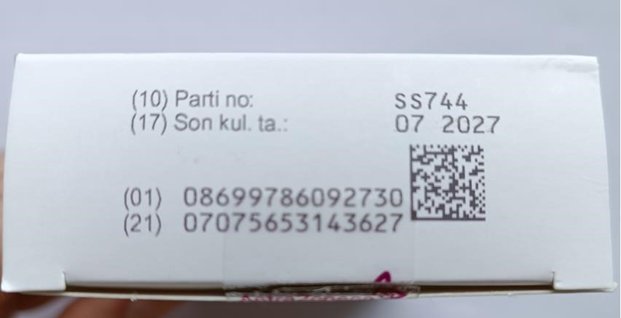 (10) Parti no: SS744
(17) Son kul. ta.: 07 2027
(01) 08699786092730
(21) 07075653143627